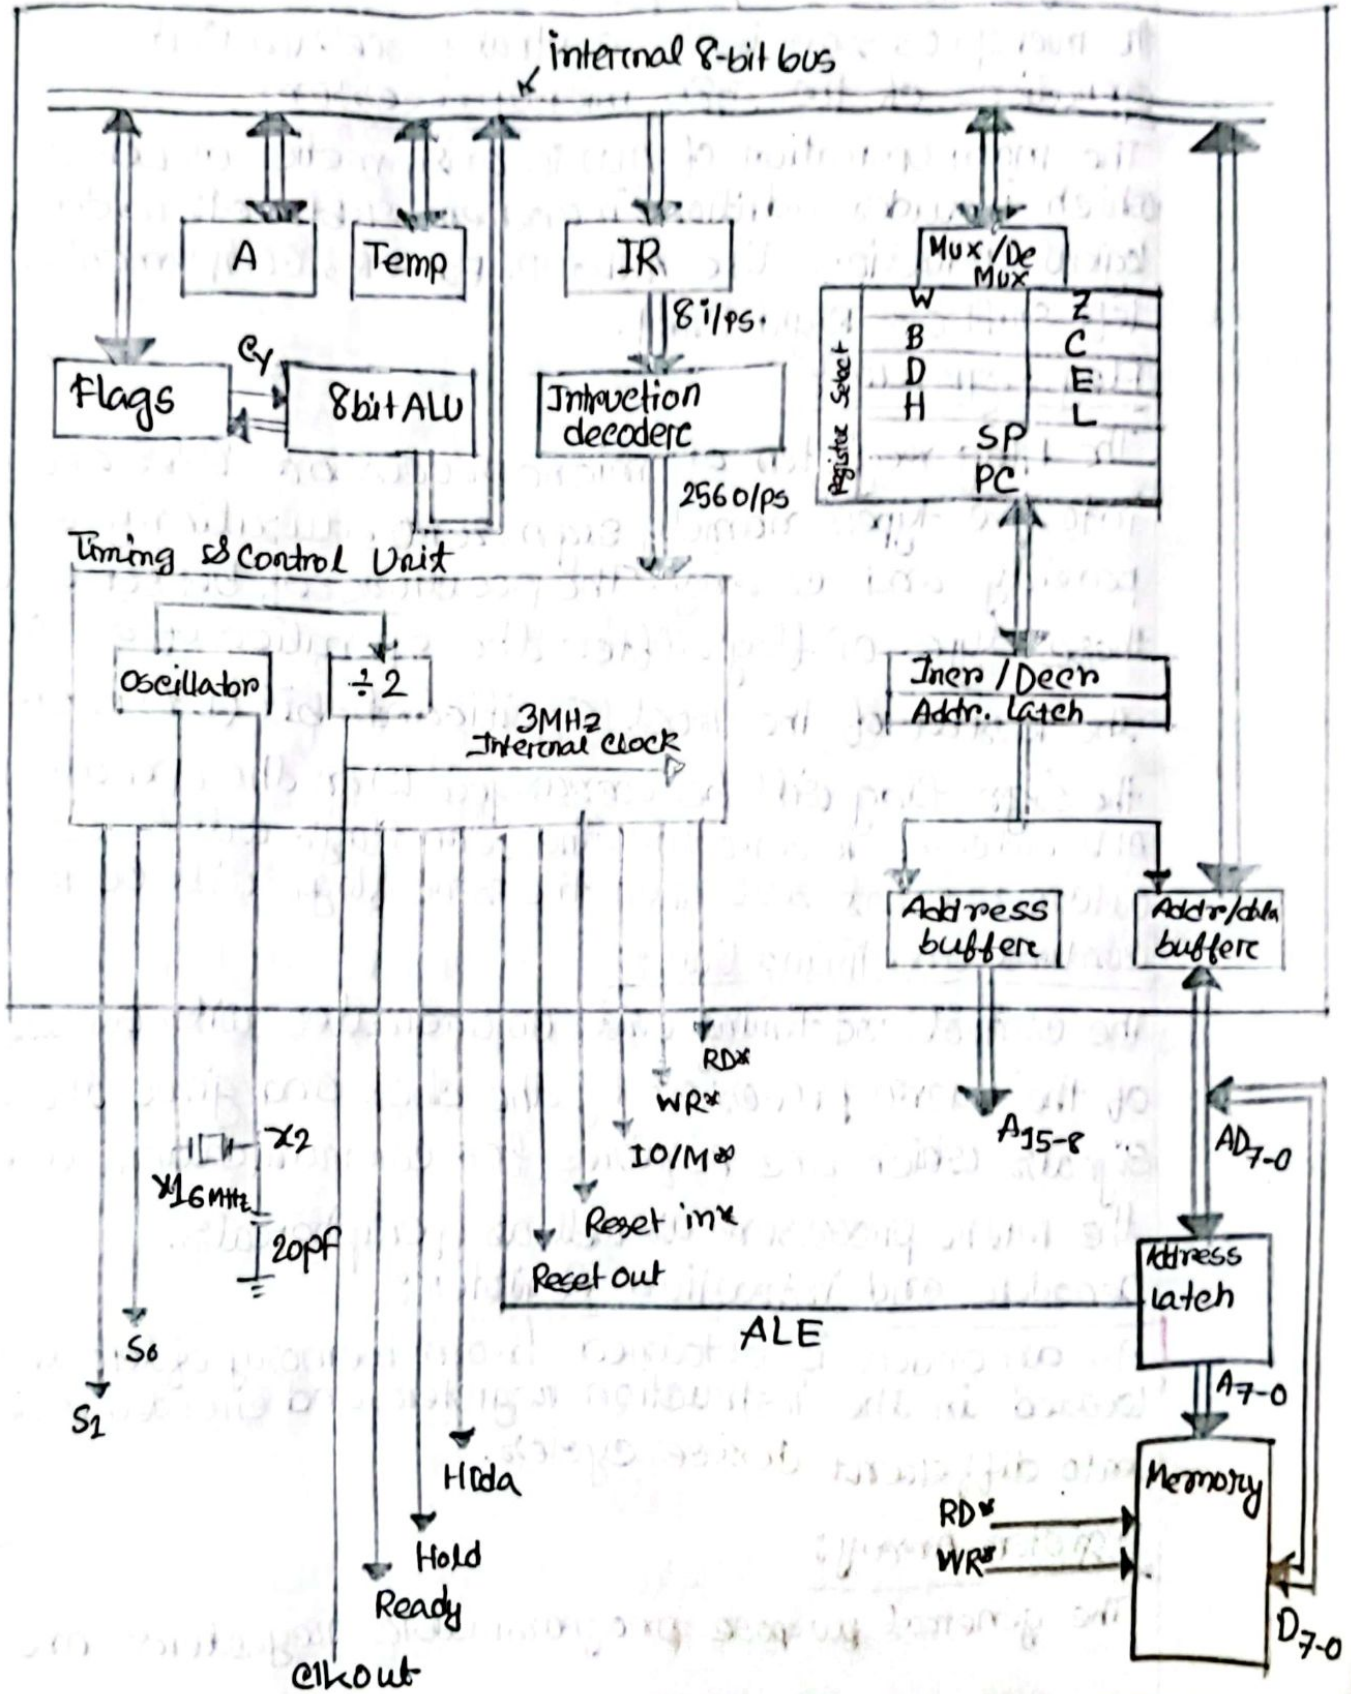 internal 8-bit bus
A
Temp
IR
Mux/De
Mux
8 i/ps.
Register Select
W Z
B C
D E
H L
SP
PC
Flags
Cy
8bit ALU
Intruction
decoder
256 o/ps
Timing & Control Unit
Oscillator
÷2
3MHz
Internal Clock
Incr/Decr
Addr. latch
Address
buffer
Addr/data
buffer
RD*
WR*
IO/M*
Reset in*
Reset Out
ALE
A15-8
AD7-0
X2
X1 6MHz
20pf
S0
S1
Hlda
Hold
Ready
Clkout
Address
latch
A7-0
Memory
RD*
WR*
D7-0